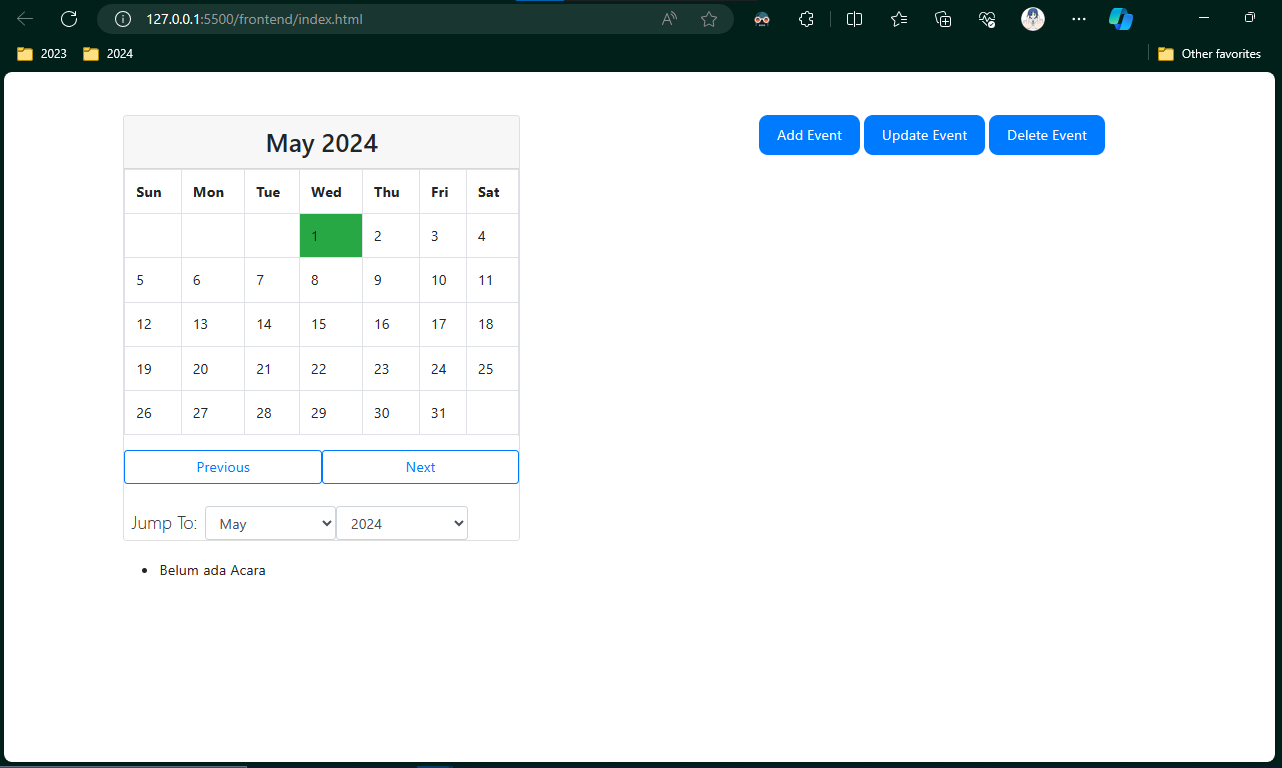 127.0.0.1:5500/frontend/index.html
2023 2024 Other favorites
May 2024 Add Event Update Event Delete Event
Sun Mon Tue Wed Thu Fri Sat
1 2 3 4
5 6 7 8 9 10 11
12 13 14 15 16 17 18
19 20 21 22 23 24 25
26 27 28 29 30 31
Previous Next
Jump To: May 2024
Belum ada Acara